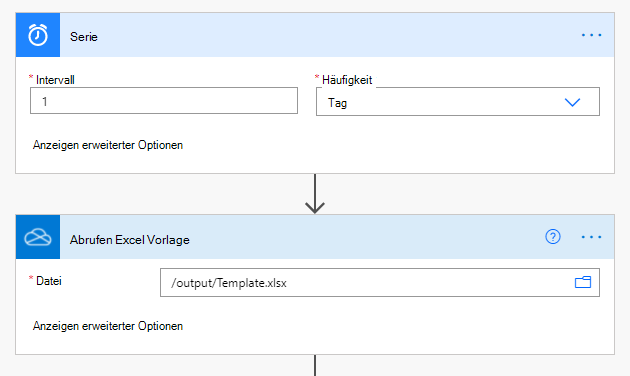 Serie
* Intervall
* Häufigkeit
1
Tag
Anzeigen erweiterter Optionen
Abrufen Excel Vorlage
* Datei
/output/Template.xlsx
Anzeigen erweiterter Optionen